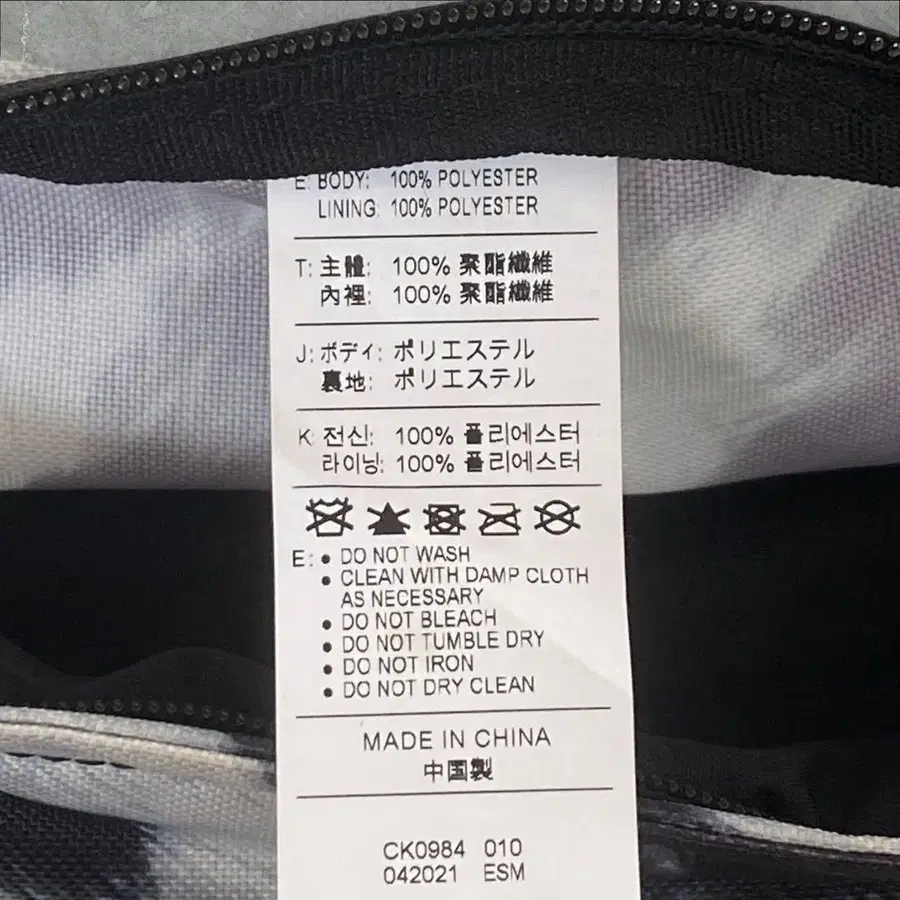 E: BODY: 100% POLYESTER
LINING: 100% POLYESTER
T: 主體: 100% 聚酯纖維
內裡: 100% 聚酯纖維
J: ボディ: ポリエステル
裏地: ポリエステル
K: 전신: 100% 폴리에스터
라이닝: 100% 폴리에스터
E: • DO NOT WASH
• CLEAN WITH DAMP CLOTH
AS NECESSARY
• DO NOT BLEACH
• DO NOT TUMBLE DRY
• DO NOT IRON
• DO NOT DRY CLEAN
MADE IN CHINA
中国製
CK0984 010
042021 ESM